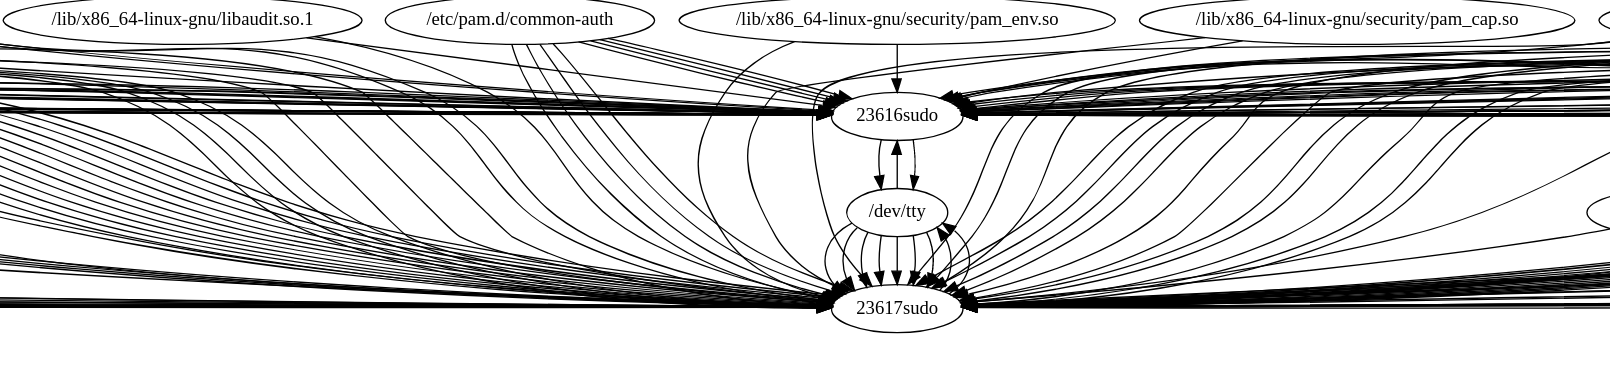 /lib/x86_64-linux-gnu/libaudit.so.1
/etc/pam.d/common-auth
/lib/x86_64-linux-gnu/security/pam_env.so
/lib/x86_64-linux-gnu/security/pam_cap.so
23616sudo
/dev/tty
23617sudo